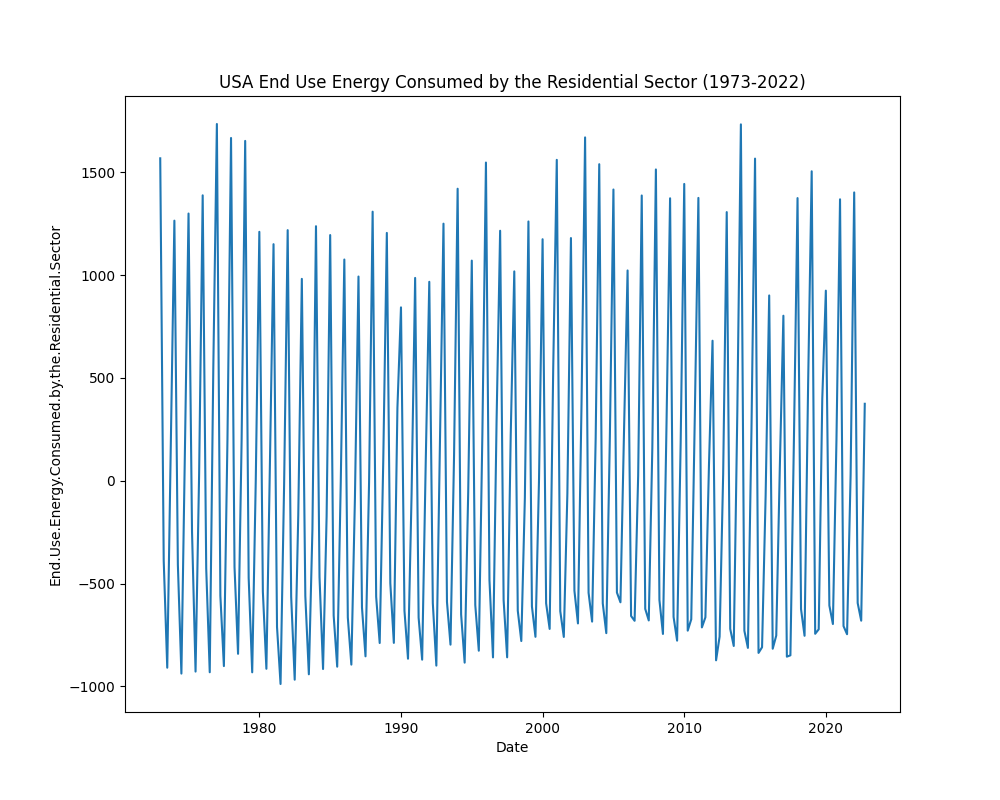 USA End Use Energy Consumed by the Residential Sector (1973-2022)
End.Use.Energy.Consumed.by.the.Residential.Sector
1500
1000
500
0
−500
−1000
1980 1990 2000 2010 2020
Date